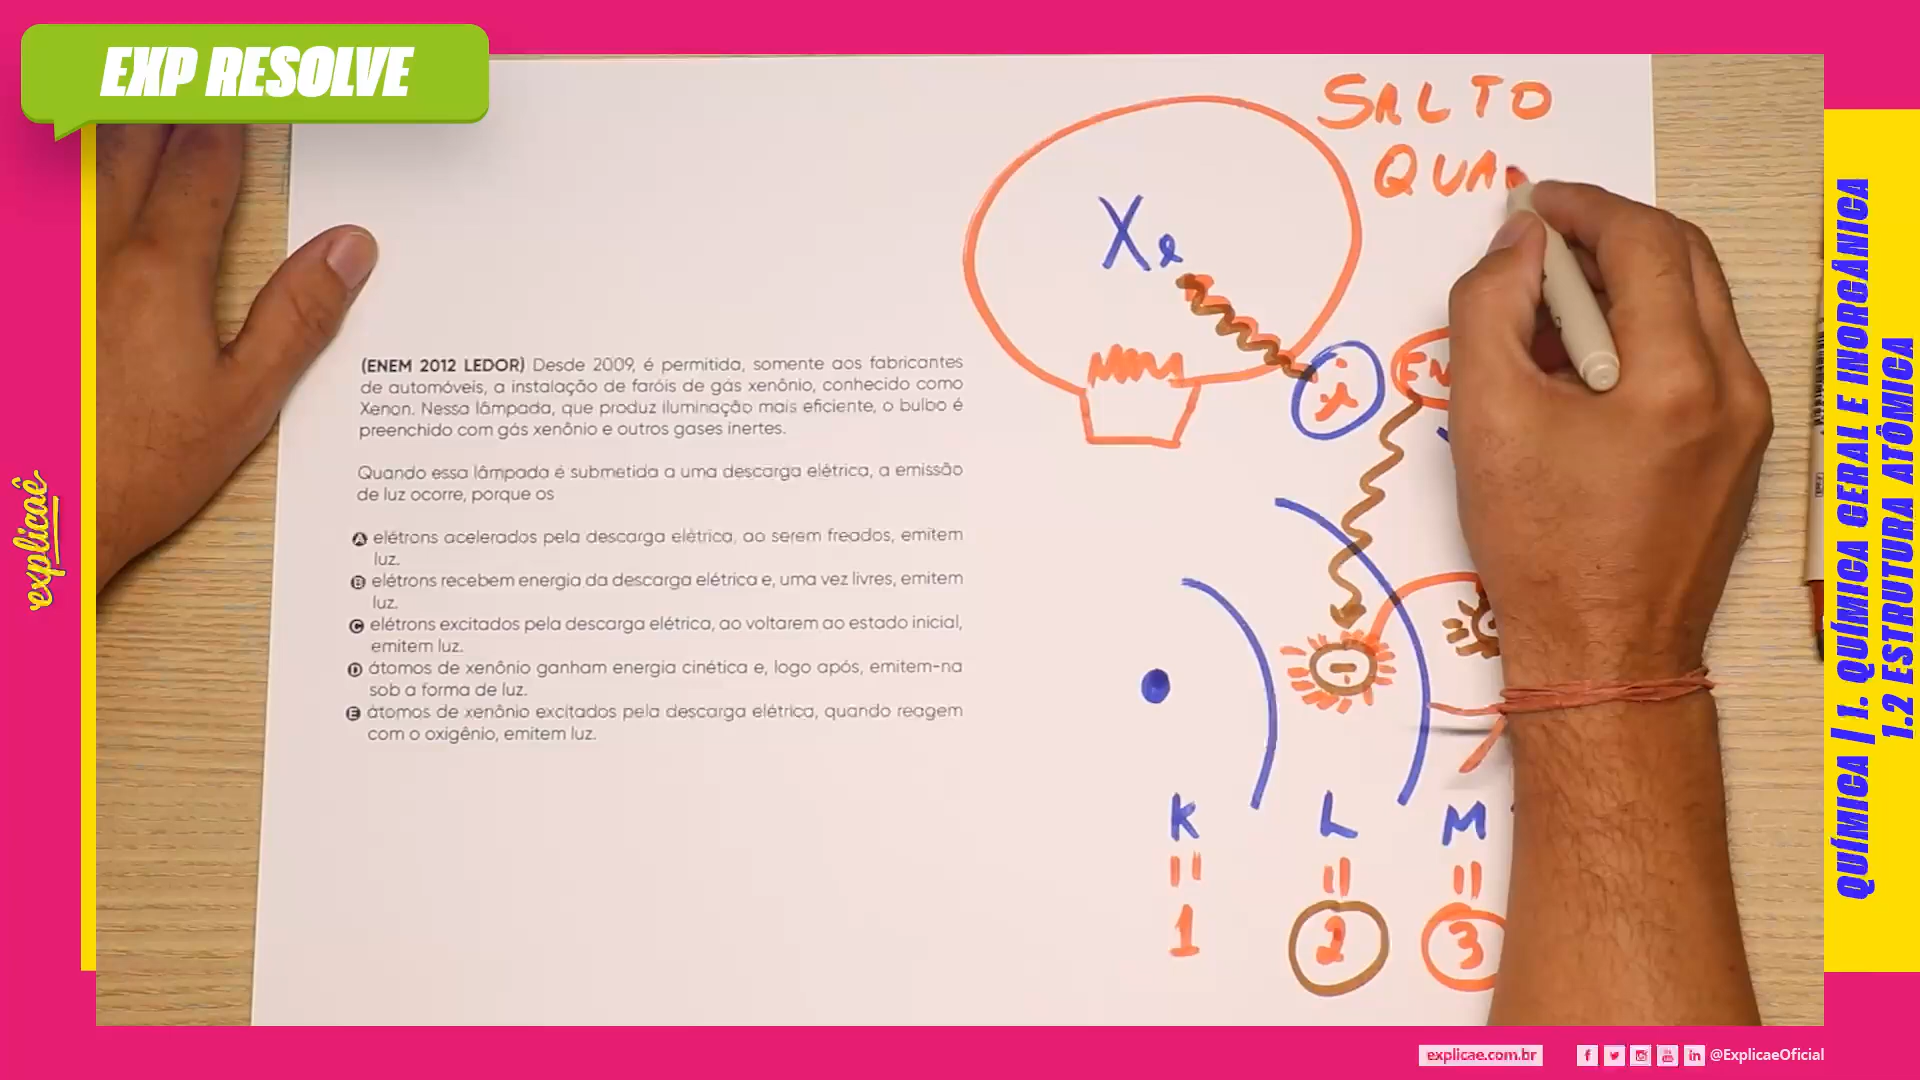 EXP RESOLVE
SALTO
QUA
Xe
i
(ENEM 2012 LEDOR) Desde 2009, é permitida, somente aos fabricantes
de automóveis, a instalação de faróis de gás xenônio, conhecido como
Xenon. Nessa lâmpada, que produz iluminação mais eficiente, o bulbo é
preenchido com gás xenônio e outros gases inertes.
Quando essa lâmpada é submetida a uma descarga elétrica, a emissão
de luz ocorre, porque os
A elétrons acelerados pela descarga elétrica, ao serem freados, emitem
luz.
B elétrons recebem energia da descarga elétrica e, uma vez livres, emitem
luz.
C elétrons excitados pela descarga elétrica, ao voltarem ao estado inicial,
emitem luz.
D átomos de xenônio ganham energia cinética e, logo após, emitem-na
sob a forma de luz.
E átomos de xenônio excitados pela descarga elétrica, quando reagem
com o oxigênio, emitem luz.
-
K L M
= = =
1 2 3
explicaê
QUÍMICA | 1. QUÍMICA GERAL E INORGÂNICA
1.2 ESTRUTURA ATÔMICA
explicae.com.br
@ExplicaeOficial